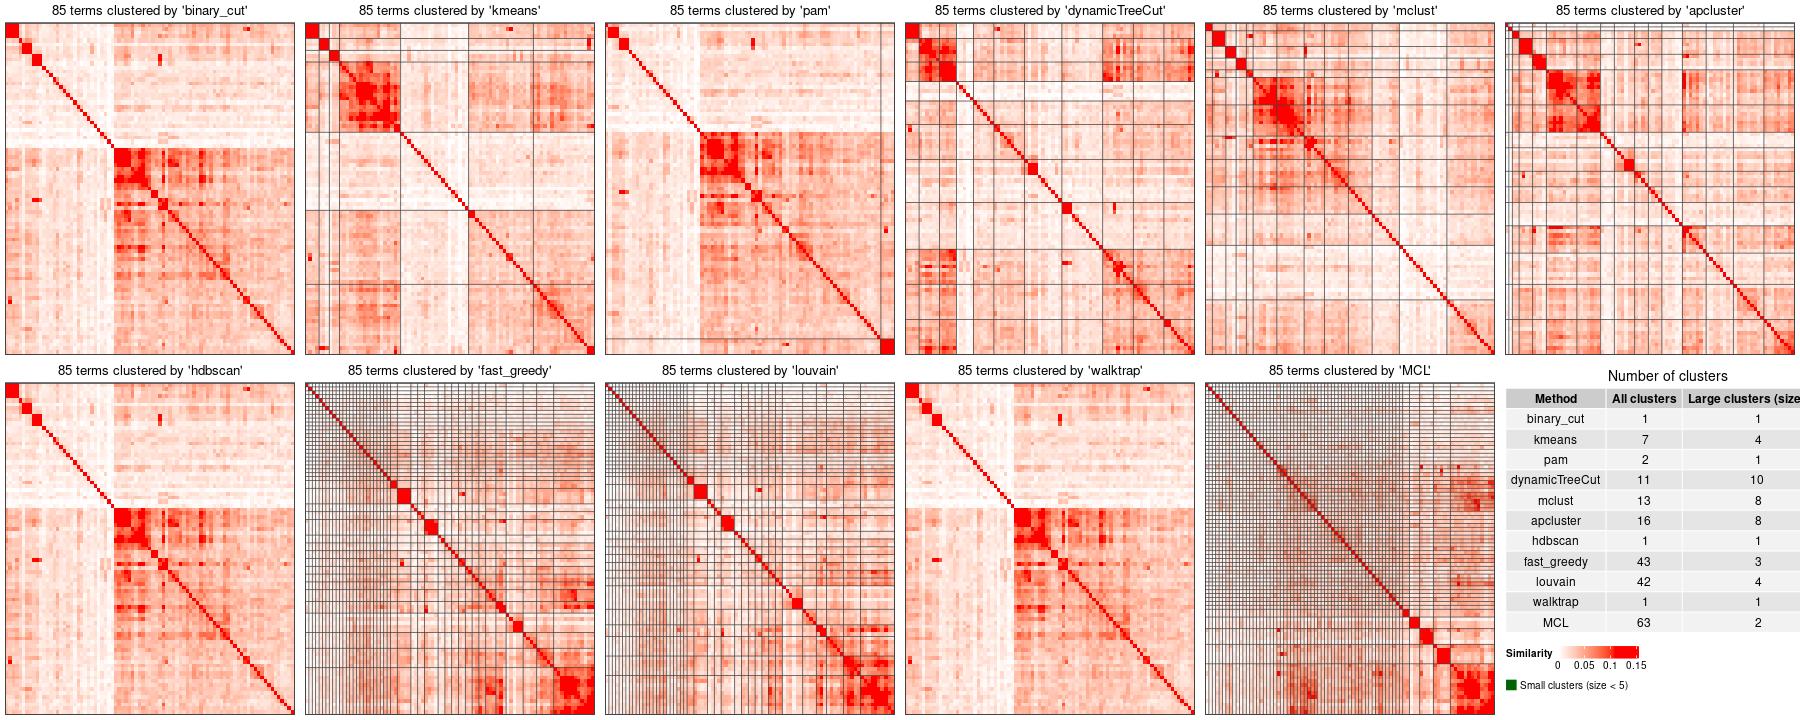 85 terms clustered by 'binary_cut'
85 terms clustered by 'kmeans'
85 terms clustered by 'pam'
85 terms clustered by 'dynamicTreeCut'
85 terms clustered by 'mclust'
85 terms clustered by 'apcluster'
85 terms clustered by 'hdbscan'
85 terms clustered by 'fast_greedy'
85 terms clustered by 'louvain'
85 terms clustered by 'walktrap'
85 terms clustered by 'MCL'
Number of clusters
Method All clusters Large clusters (size
binary_cut 1 1
kmeans 7 4
pam 2 1
dynamicTreeCut 11 10
mclust 13 8
apcluster 16 8
hdbscan 1 1
fast_greedy 43 3
louvain 42 4
walktrap 1 1
MCL 63 2
Similarity
0 0.05 0.1 0.15
Small clusters (size < 5)